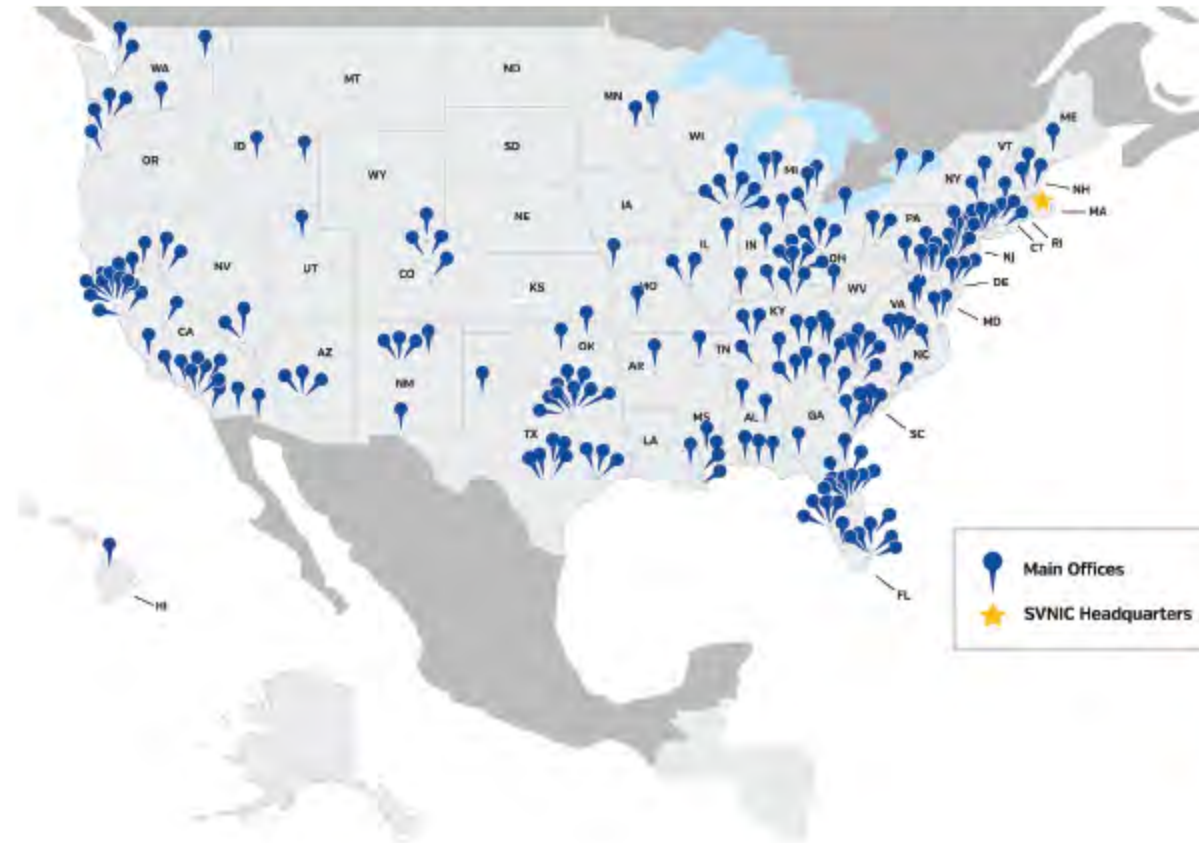 WA
MT
ND
MN
ME
OR
ID
SD
WI
VT
WY
MI
NY
NH
NE
IA
MA
PA
NV
UT
CO
IL
IN
OH
CT
RI
NJ
KS
MO
WV
DE
CA
VA
KY
MD
AZ
OK
AR
TN
NC
NM
MS
AL
GA
TX
LA
SC
HI
FL
Main Offices
SVNIC Headquarters